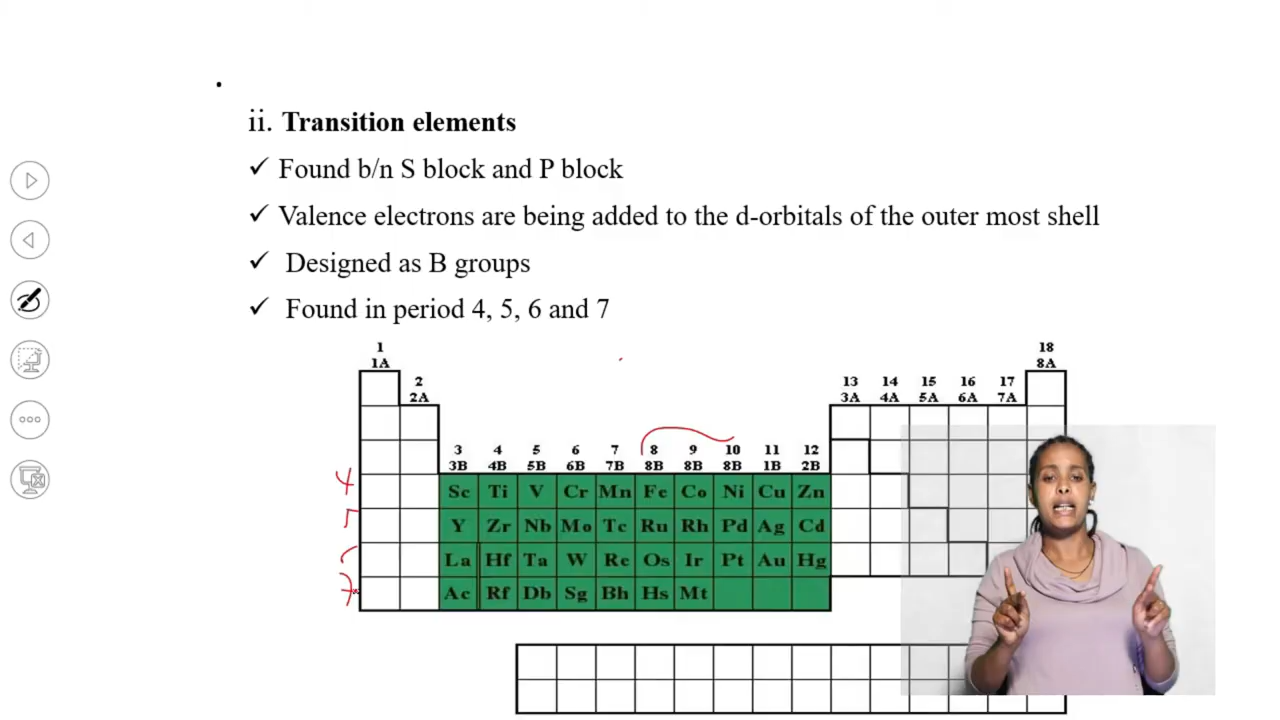 ii. Transition elements
✓ Found b/n S block and P block
✓ Valence electrons are being added to the d-orbitals of the outer most shell
✓ Designed as B groups
✓ Found in period 4, 5, 6 and 7
1 18
1A 8A
2 13 14 15 16 17
2A 3A 4A 5A 6A 7A
3 4 5 6 7 8 9 10 11 12
3B 4B 5B 6B 7B 8B 8B 8B 1B 2B
4 Sc Ti V Cr Mn Fe Co Ni Cu Zn
5 Y Zr Nb Mo Tc Ru Rh Pd Ag Cd
La Hf Ta W Re Os Ir Pt Au Hg
7 Ac Rf Db Sg Bh Hs Mt